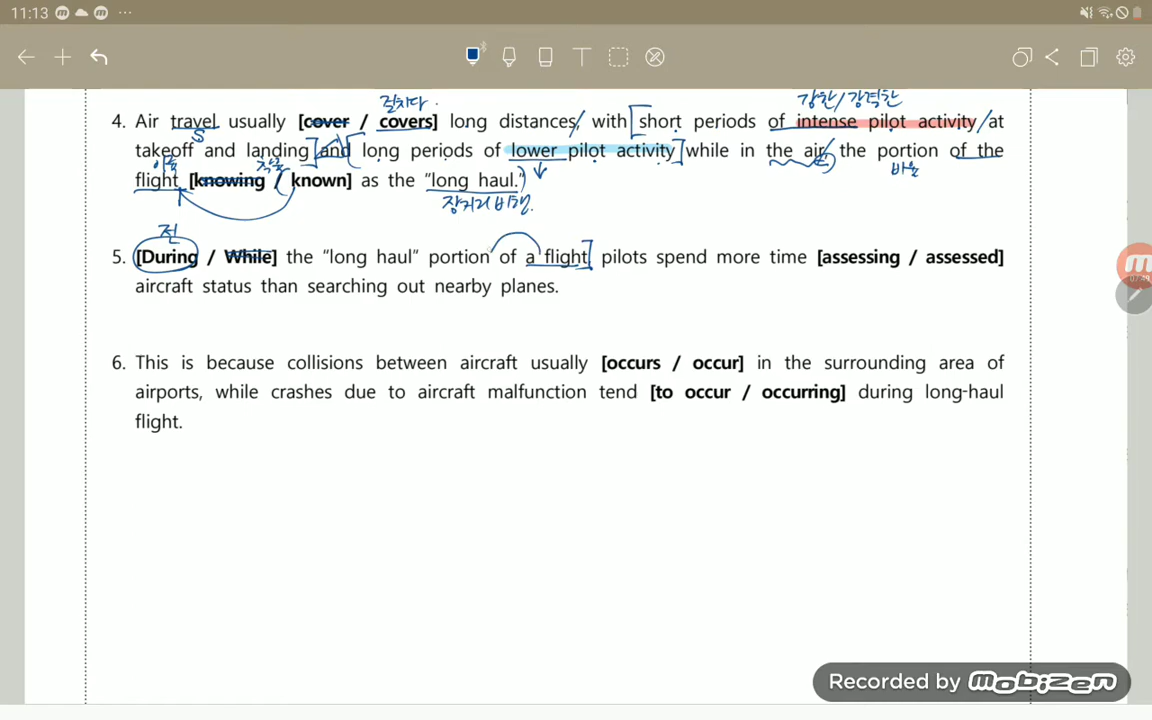 11:13
걸치다
강한/강력한
4. Air travel usually [cover / covers] long distances, with short periods of intense pilot activity at
S
takeoff and landing and long periods of lower pilot activity while in the air, the portion of the
flight [knowing / known] as the “long haul.”
장거리 비행.
전
5. [During / While] the “long haul” portion of a flight pilots spend more time [assessing / assessed]
aircraft status than searching out nearby planes.
6. This is because collisions between aircraft usually [occurs / occur] in the surrounding area of
airports, while crashes due to aircraft malfunction tend [to occur / occurring] during long-haul
flight.
Recorded by mobizen